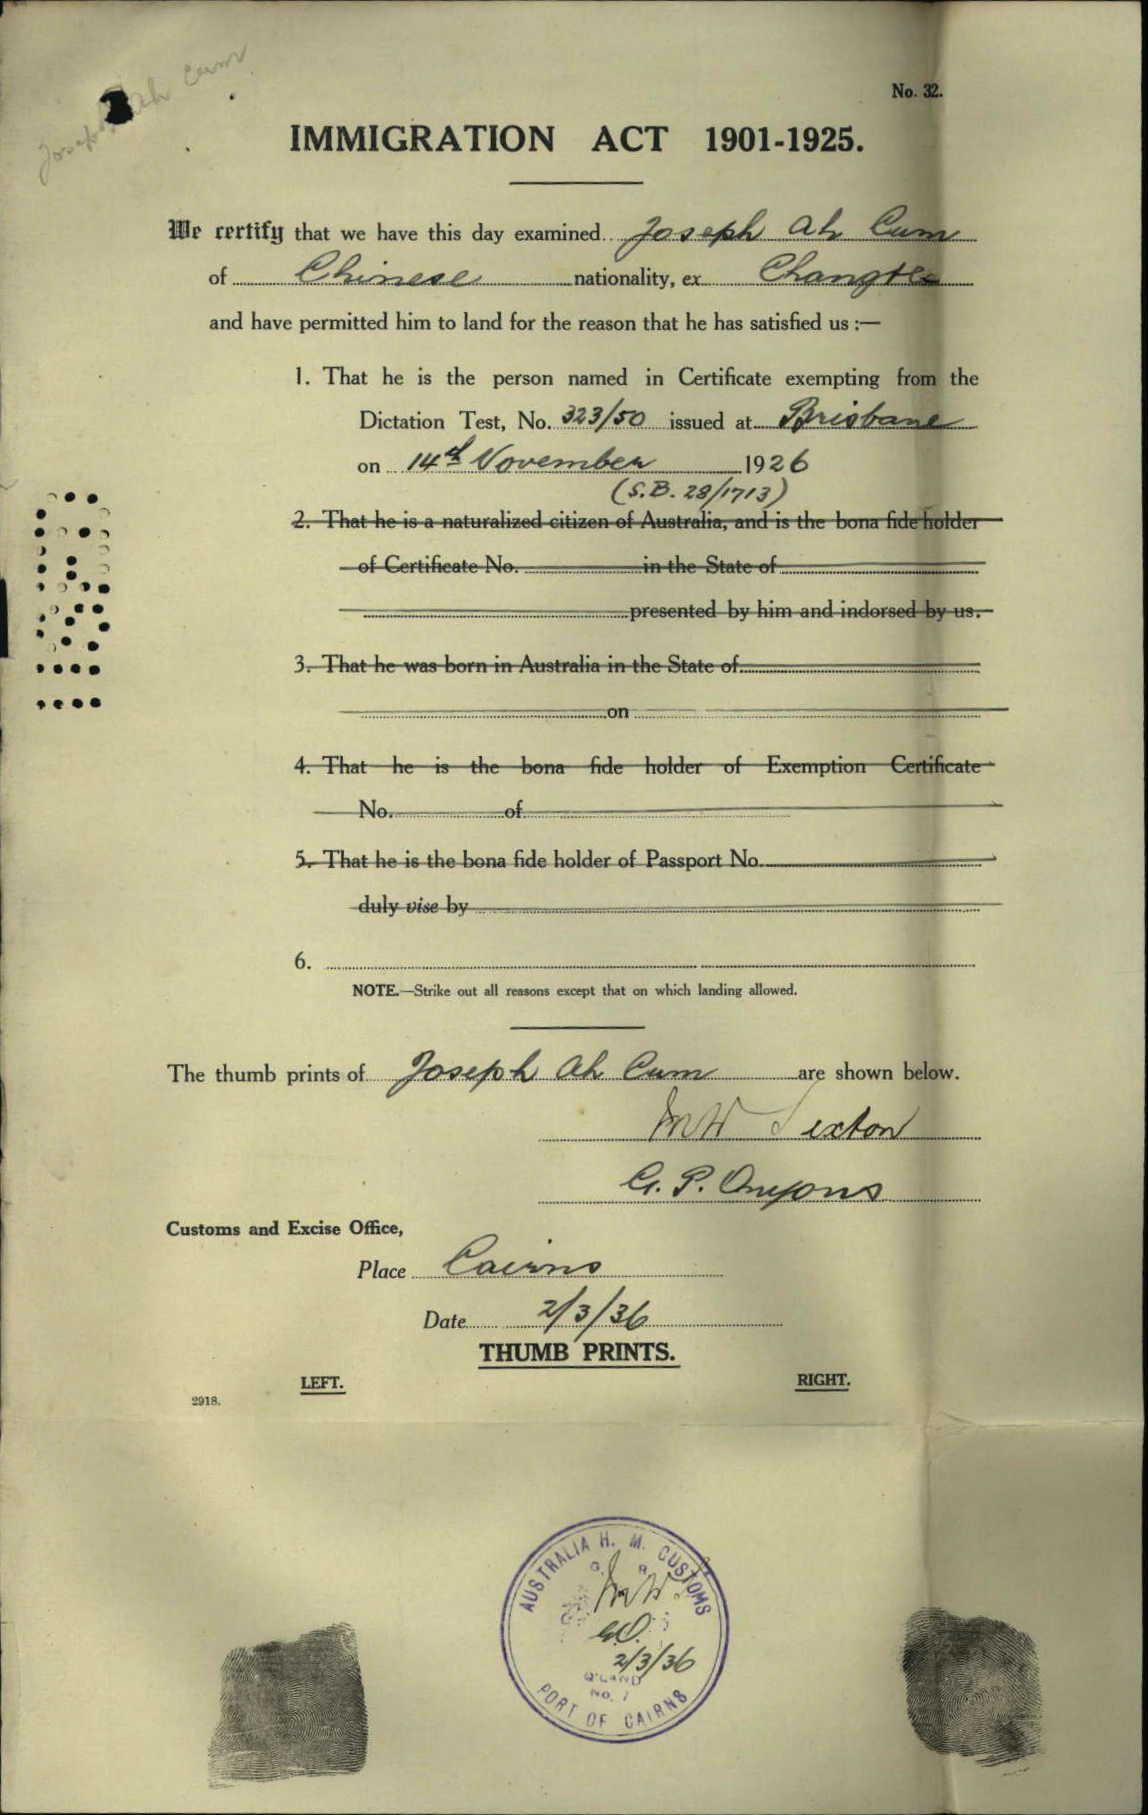 Joseph Ah Cum
No. 32.
IMMIGRATION ACT 1901-1925.
We certify that we have this day examined Joseph Ah Cum
of Chinese nationality, ex Changte
and have permitted him to land for the reason that he has satisfied us :—
1. That he is the person named in Certificate exempting from the
Dictation Test, No. 323/50 issued at Brisbane
on 14th November 1926
(S.B. 28/1713)
2. That he is a naturalized citizen of Australia, and is the bona fide holder
of Certificate No. in the State of
presented by him and indorsed by us.
3. That he was born in Australia in the State of
on
4. That he is the bona fide holder of Exemption Certificate
No. of
5. That he is the bona fide holder of Passport No.
duly vise by
6.
NOTE.—Strike out all reasons except that on which landing allowed.
The thumb prints of Joseph Ah Cum are shown below.
MW Sexton
G. P. Onyons
Customs and Excise Office,
Place Cairns
Date 2/3/36
THUMB PRINTS.
LEFT. RIGHT.
2918.
AUSTRALIA H. M. CUSTOMS
MWS
GO.
2/3/36
Q'LAND
No. 1
PORT OF CAIRNS